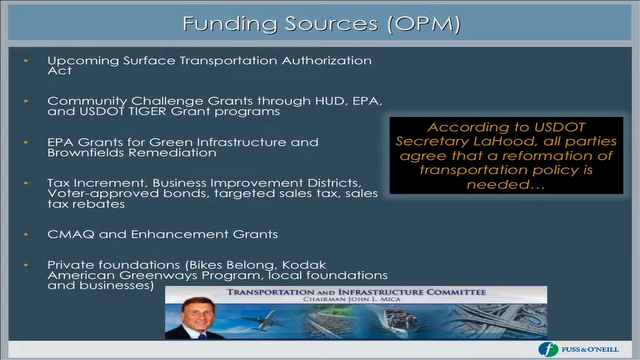 Funding Sources (OPM)
Upcoming Surface Transportation Authorization
Act
Community Challenge Grants through HUD, EPA,
and USDOT TIGER Grant programs
EPA Grants for Green Infrastructure and
Brownfields Remediation
Tax Increment, Business Improvement Districts,
Voter-approved bonds, targeted sales tax, sales
tax rebates
CMAQ and Enhancement Grants
Private foundations (Bikes Belong, Kodak
American Greenways Program, local foundations
and businesses)
According to USDOT
Secretary LaHood, all parties
agree that a reformation of
transportation policy is
needed…
TRANSPORTATION AND INFRASTRUCTURE COMMITTEE
CHAIRMAN JOHN L. MICA
FUSS & O'NEILL